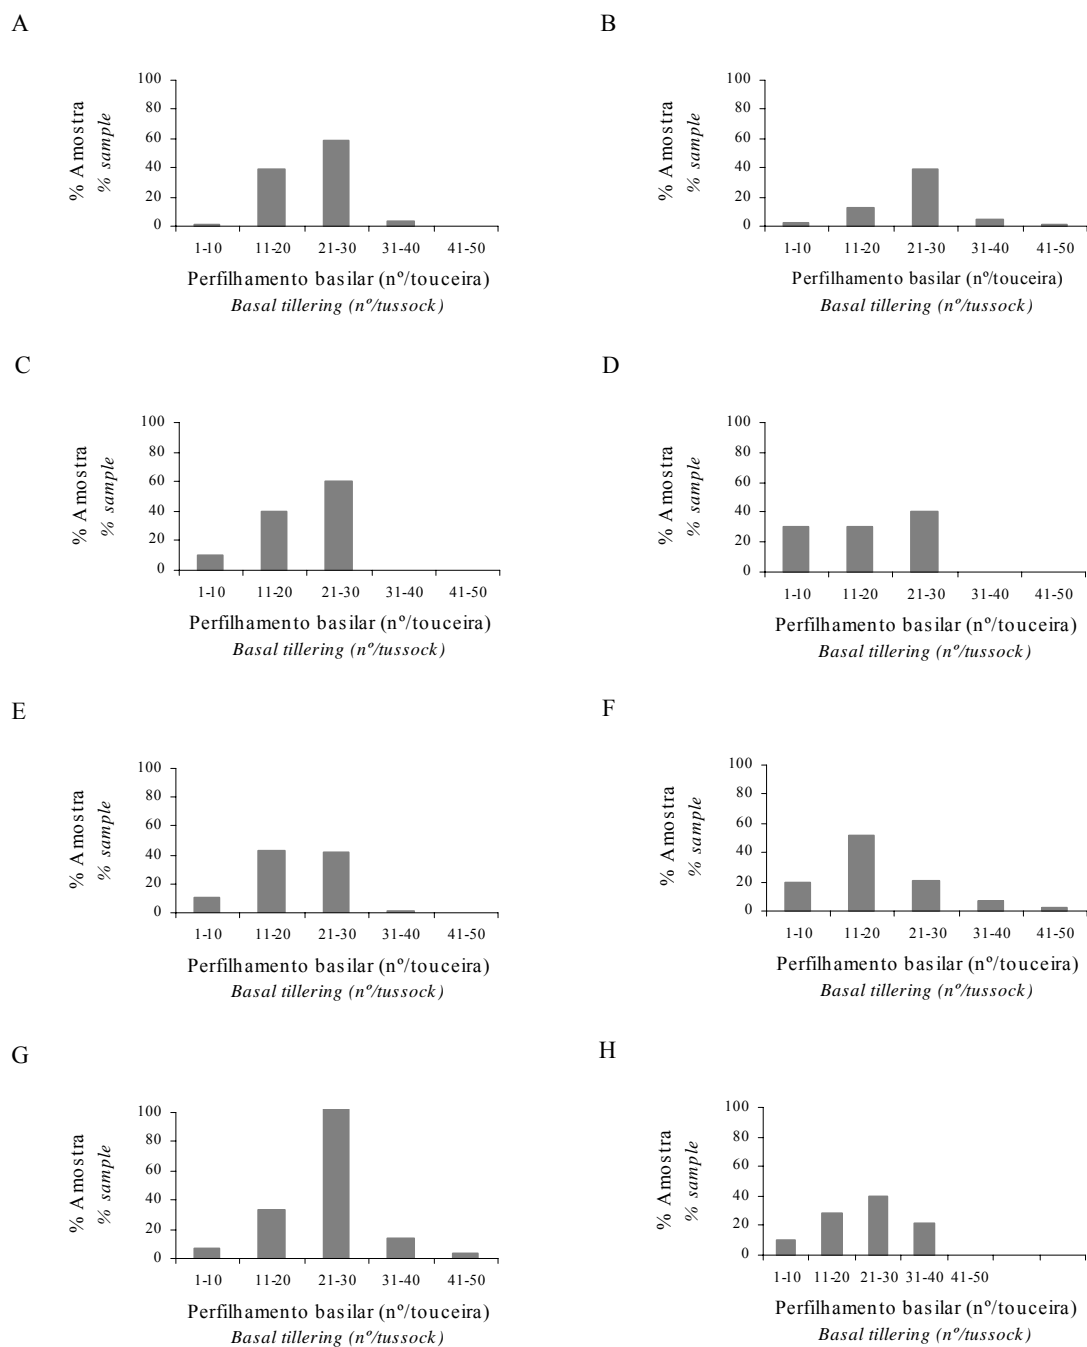 A
% Amostra
% sample
100
80
60
40
20
0
1-10 11-20 21-30 31-40 41-50
Perfilhamento basilar (nº/touceira)
Basal tillering (nº/tussock)
B
% Amostra
% sample
100
80
60
40
20
0
1-10 11-20 21-30 31-40 41-50
Perfilhamento basilar (nº/touceira)
Basal tillering (nº/tussock)
C
% Amostra
% sample
100
80
60
40
20
0
1-10 11-20 21-30 31-40 41-50
Perfilhamento basilar (nº/touceira)
Basal tillering (nº/tussock)
D
% Amostra
% sample
100
80
60
40
20
0
1-10 11-20 21-30 31-40 41-50
Perfilhamento basilar (nº/touceira)
Basal tillering (nº/tussock)
E
% Amostra
% sample
100
80
60
40
20
0
1-10 11-20 21-30 31-40 41-50
Perfilhamento basilar (nº/touceira)
Basal tillering (nº/tussock)
F
% Amostra
% sample
100
80
60
40
20
0
1-10 11-20 21-30 31-40 41-50
Perfilhamento basilar (nº/touceira)
Basal tillering (nº/tussock)
G
% Amostra
% sample
100
80
60
40
20
0
1-10 11-20 21-30 31-40 41-50
Perfilhamento basilar (nº/touceira)
Basal tillering (nº/tussock)
H
% Amostra
% sample
100
80
60
40
20
0
1-10 11-20 21-30 31-40 41-50
Perfilhamento basilar (nº/touceira)
Basal tillering (nº/tussock)